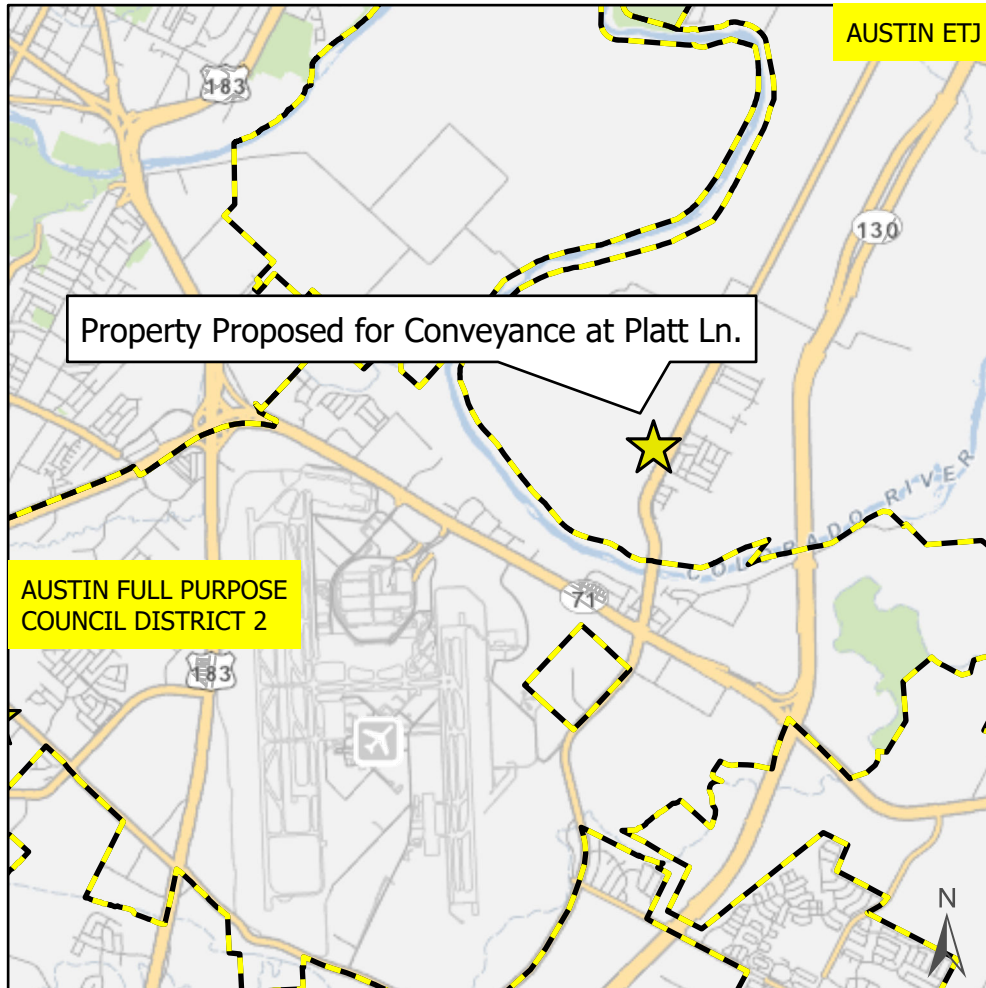 AUSTIN ETJ
183
130
Property Proposed for Conveyance at Platt Ln.
COLORADO RIVER
71
AUSTIN FULL PURPOSE
COUNCIL DISTRICT 2
183
N